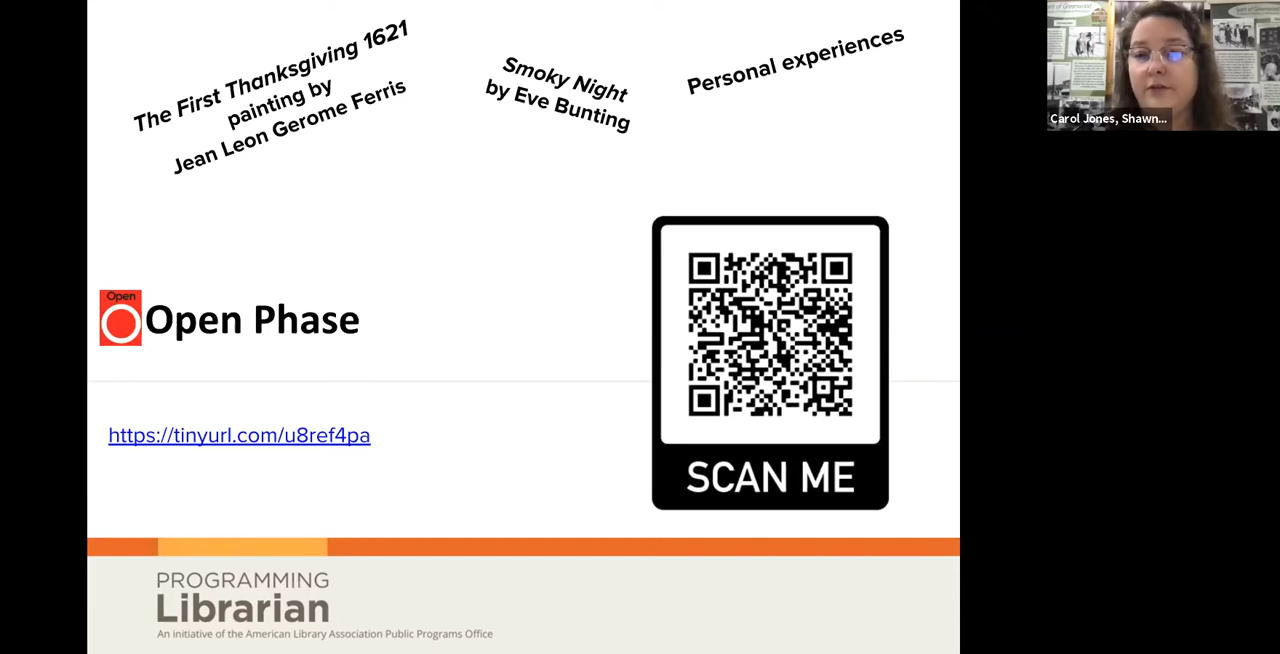 The First Thanksgiving 1621
painting by
Jean Leon Gerome Ferris
Smoky Night
by Eve Bunting
Personal experiences
Open
Open Phase
https://tinyurl.com/u8ref4pa
SCAN ME
PROGRAMMING
Librarian
An initiative of the American Library Association Public Programs Office
Carol Jones, Shawn...